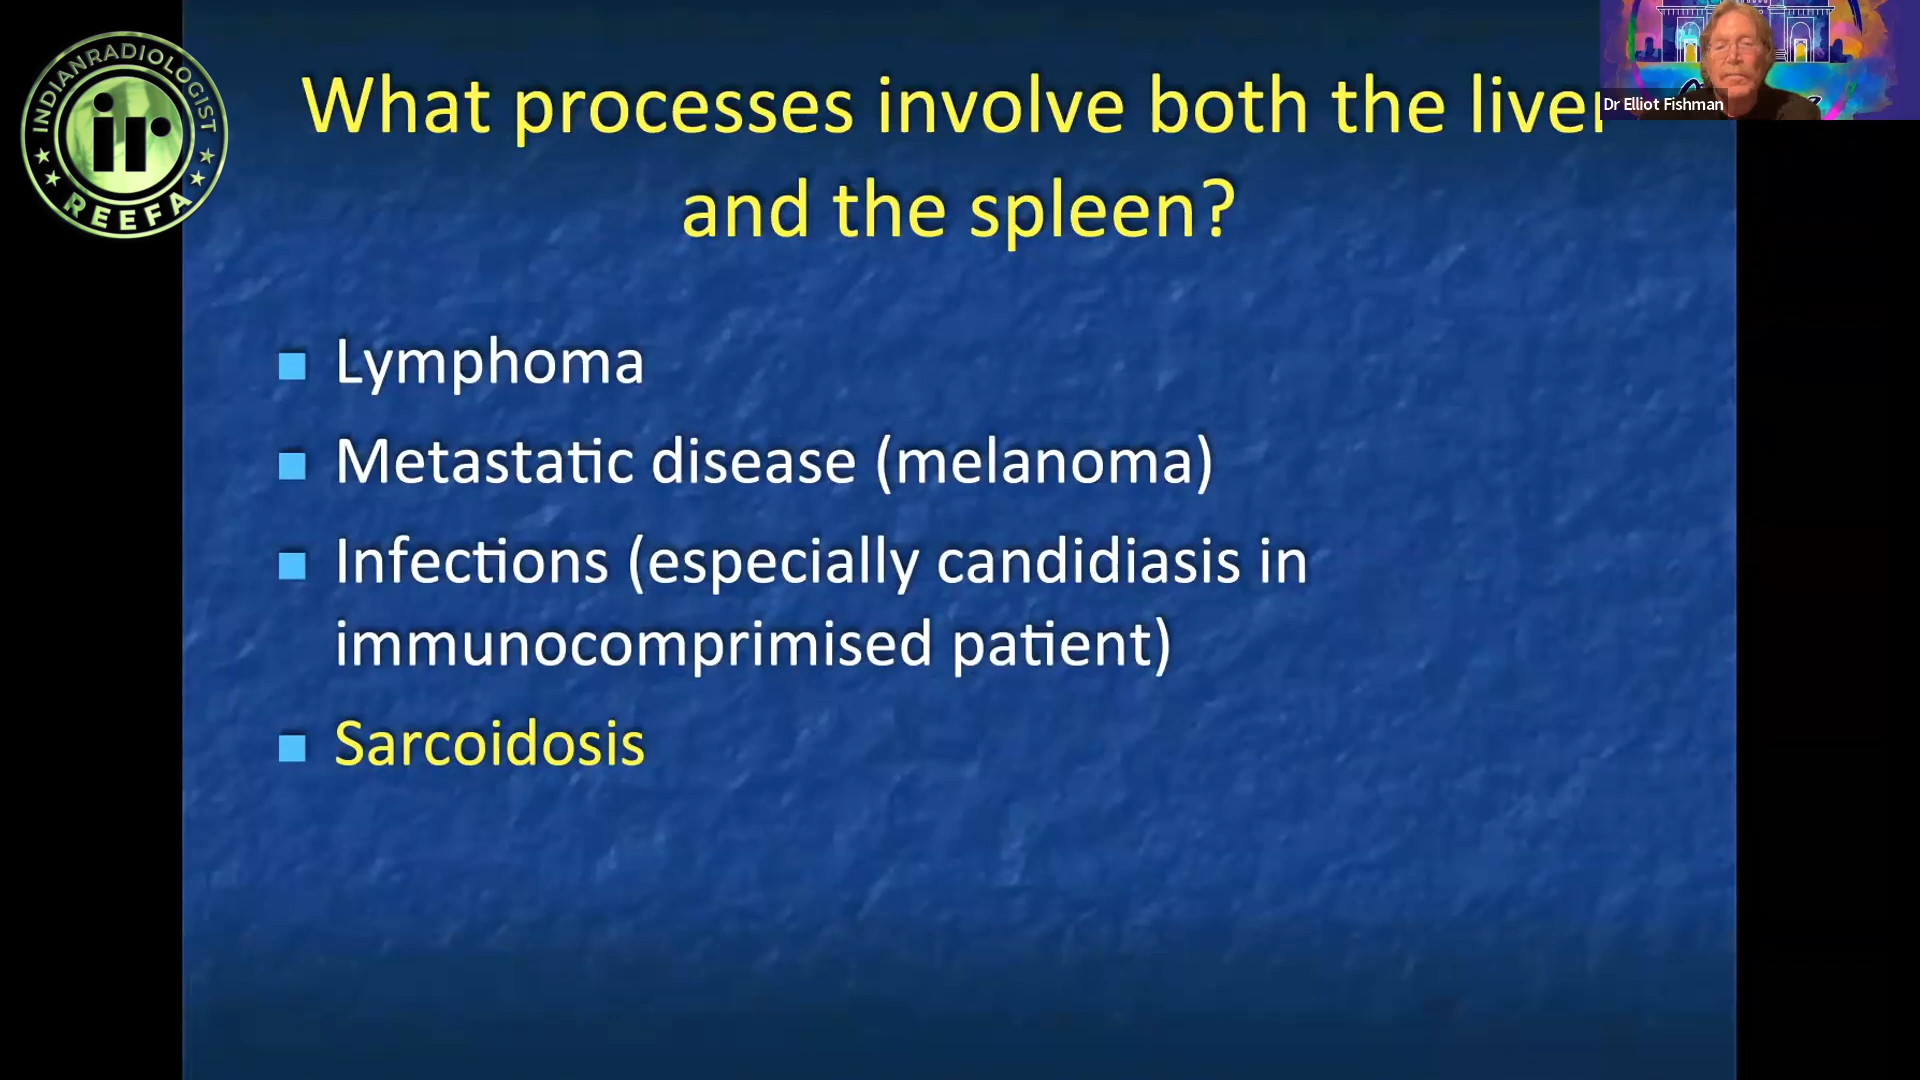 INDIANRADIOLOGIST
ir
REEFA
What processes involve both the liver
Dr Elliot Fishman
and the spleen?
Lymphoma
Metastatic disease (melanoma)
Infections (especially candidiasis in
immunocomprimised patient)
Sarcoidosis